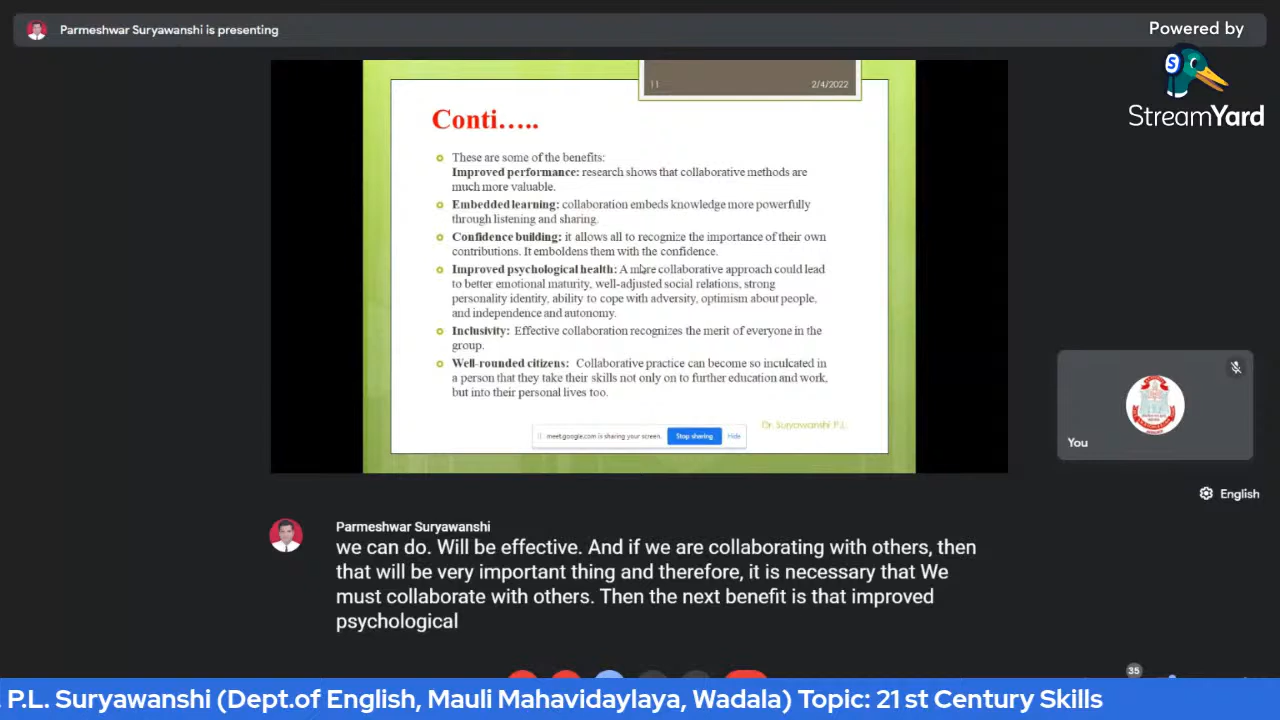 Parmeshwar Suryawanshi is presenting
Powered by
StreamYard
11
2/4/2022
Conti…..
These are some of the benefits:
Improved performance: research shows that collaborative methods are
much more valuable.
Embedded learning: collaboration embeds knowledge more powerfully
through listening and sharing.
Confidence building: it allows all to recognize the importance of their own
contributions. It emboldens them with the confidence.
Improved psychological health: A more collaborative approach could lead
to better emotional maturity, well-adjusted social relations, strong
personality identity, ability to cope with adversity, optimism about people,
and independence and autonomy.
Inclusivity: Effective collaboration recognizes the merit of everyone in the
group.
Well-rounded citizens: Collaborative practice can become so inculcated in
a person that they take their skills not only on to further education and work,
but into their personal lives too.
Dr. Suryawanshi P.L.
meet.google.com is sharing your screen. Stop sharing Hide
You
English
Parmeshwar Suryawanshi
we can do. Will be effective. And if we are collaborating with others, then
that will be very important thing and therefore, it is necessary that We
must collaborate with others. Then the next benefit is that improved
psychological
35
. P.L. Suryawanshi (Dept.of English, Mauli Mahavidaylaya, Wadala) Topic: 21 st Century Skills